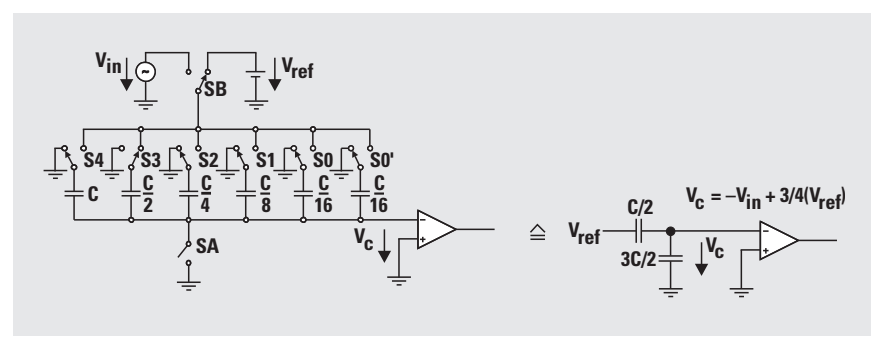 V_in
~
V_ref
SB
S4 S3 S2 S1 S0 S0'
C C/2 C/4 C/8 C/16 C/16
V_c
SA
− +
≙
V_ref
C/2
3C/2
V_c = –V_in + 3/4(V_ref)
V_c
− +